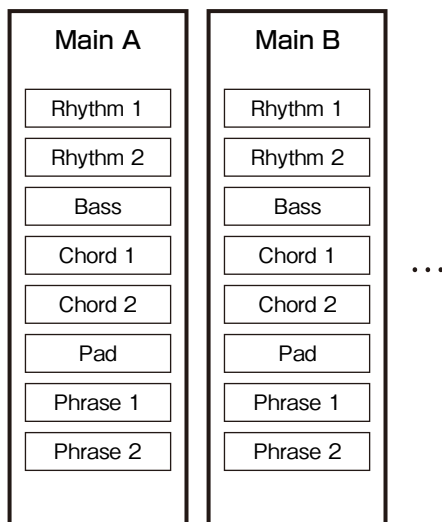 Main A
Rhythm 1
Rhythm 2
Bass
Chord 1
Chord 2
Pad
Phrase 1
Phrase 2
Main B
Rhythm 1
Rhythm 2
Bass
Chord 1
Chord 2
Pad
Phrase 1
Phrase 2
...